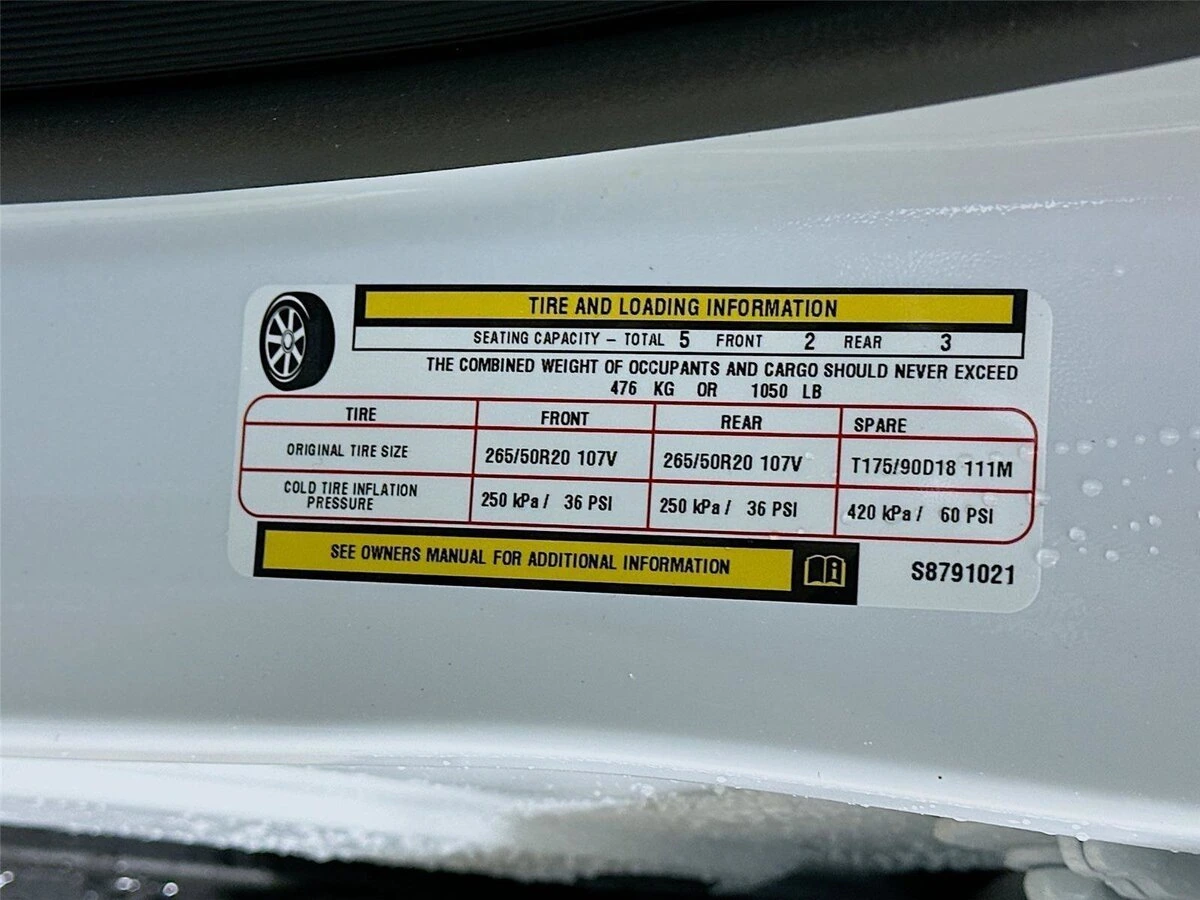 TIRE AND LOADING INFORMATION
SEATING CAPACITY – TOTAL 5 FRONT 2 REAR 3
THE COMBINED WEIGHT OF OCCUPANTS AND CARGO SHOULD NEVER EXCEED
476 KG OR 1050 LB
TIRE FRONT REAR SPARE
ORIGINAL TIRE SIZE 265/50R20 107V 265/50R20 107V T175/90D18 111M
COLD TIRE INFLATION
PRESSURE 250 kPa / 36 PSI 250 kPa / 36 PSI 420 kPa / 60 PSI
SEE OWNERS MANUAL FOR ADDITIONAL INFORMATION
S8791021